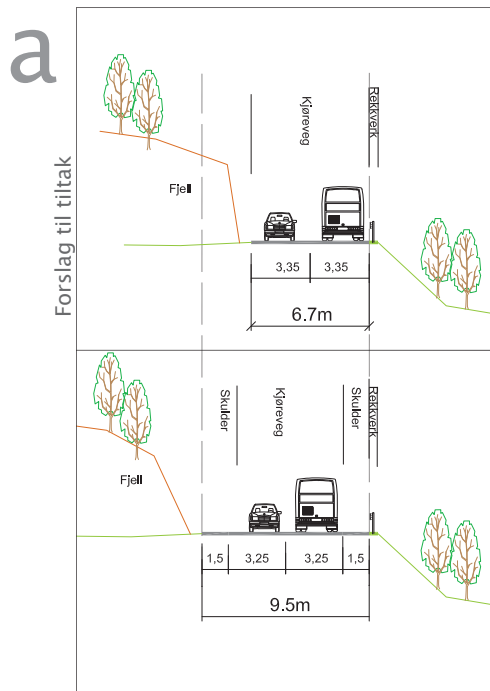 a
Forslag til tiltak
Kjøreveg
Rekkverk
Fjell
3,35 3,35
6.7m
Skulder
Kjøreveg
Skulder
Rekkverk
Fjell
1,5 3,25 3,25 1,5
9.5m